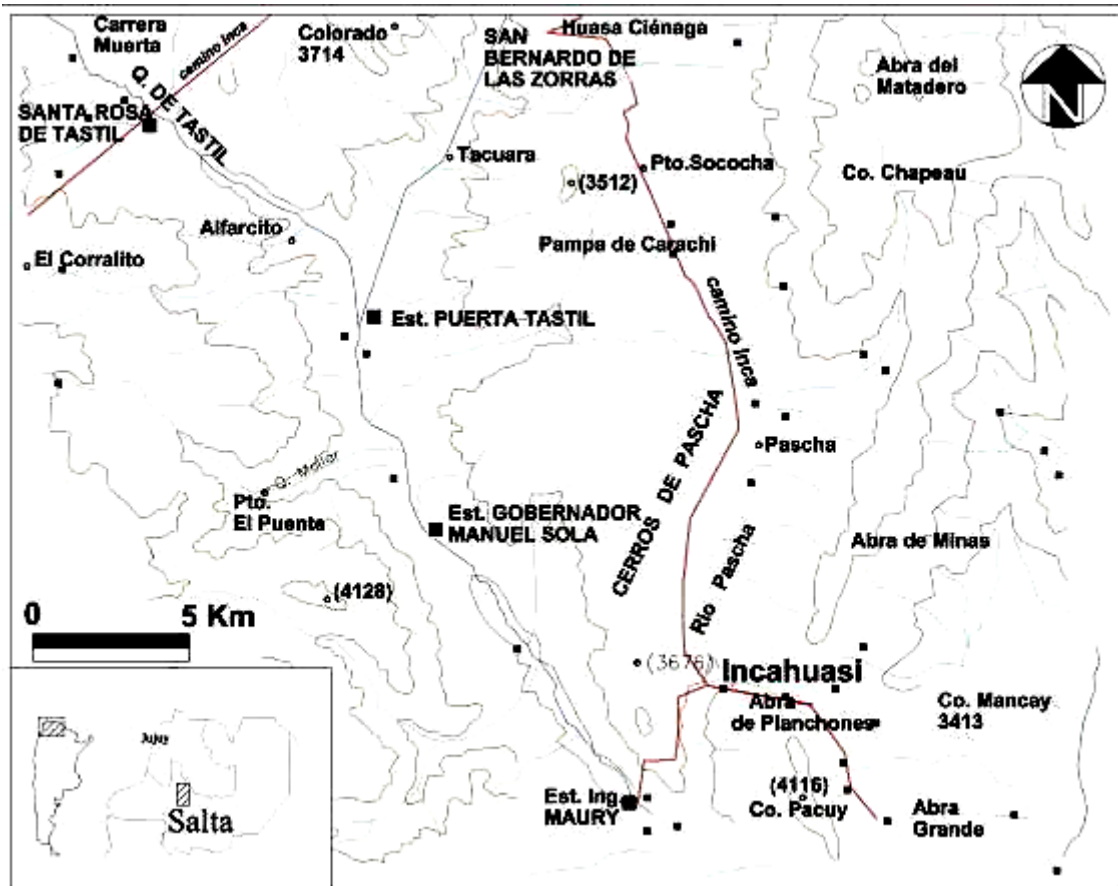 Carrera
Muerta
camino inca
Colorado
3714
SAN
BERNARDO DE
LAS ZORRAS
Huasa Ciénaga
Abra del
Matadero
N
Q. DE TASTIL
SANTA ROSA
DE TASTIL
Tacuara
(3512)
Pto.Sococha
Co. Chapeau
Alfarcito
Pampa de Carachi
El Corralito
camino inca
Est. PUERTA TASTIL
CERROS DE PASCHA
Pascha
Pto.
El Puente
Est. GOBERNADOR
MANUEL SOLA
Rio Pascha
Abra de Minas
(4128)
0 5 Km
(3676)
Incahuasi
Abra
de Planchones
Co. Mancay
3413
Jujuy
Salta
Est. Ing.
MAURY
(4116)
Co. Pacuy
Abra
Grande